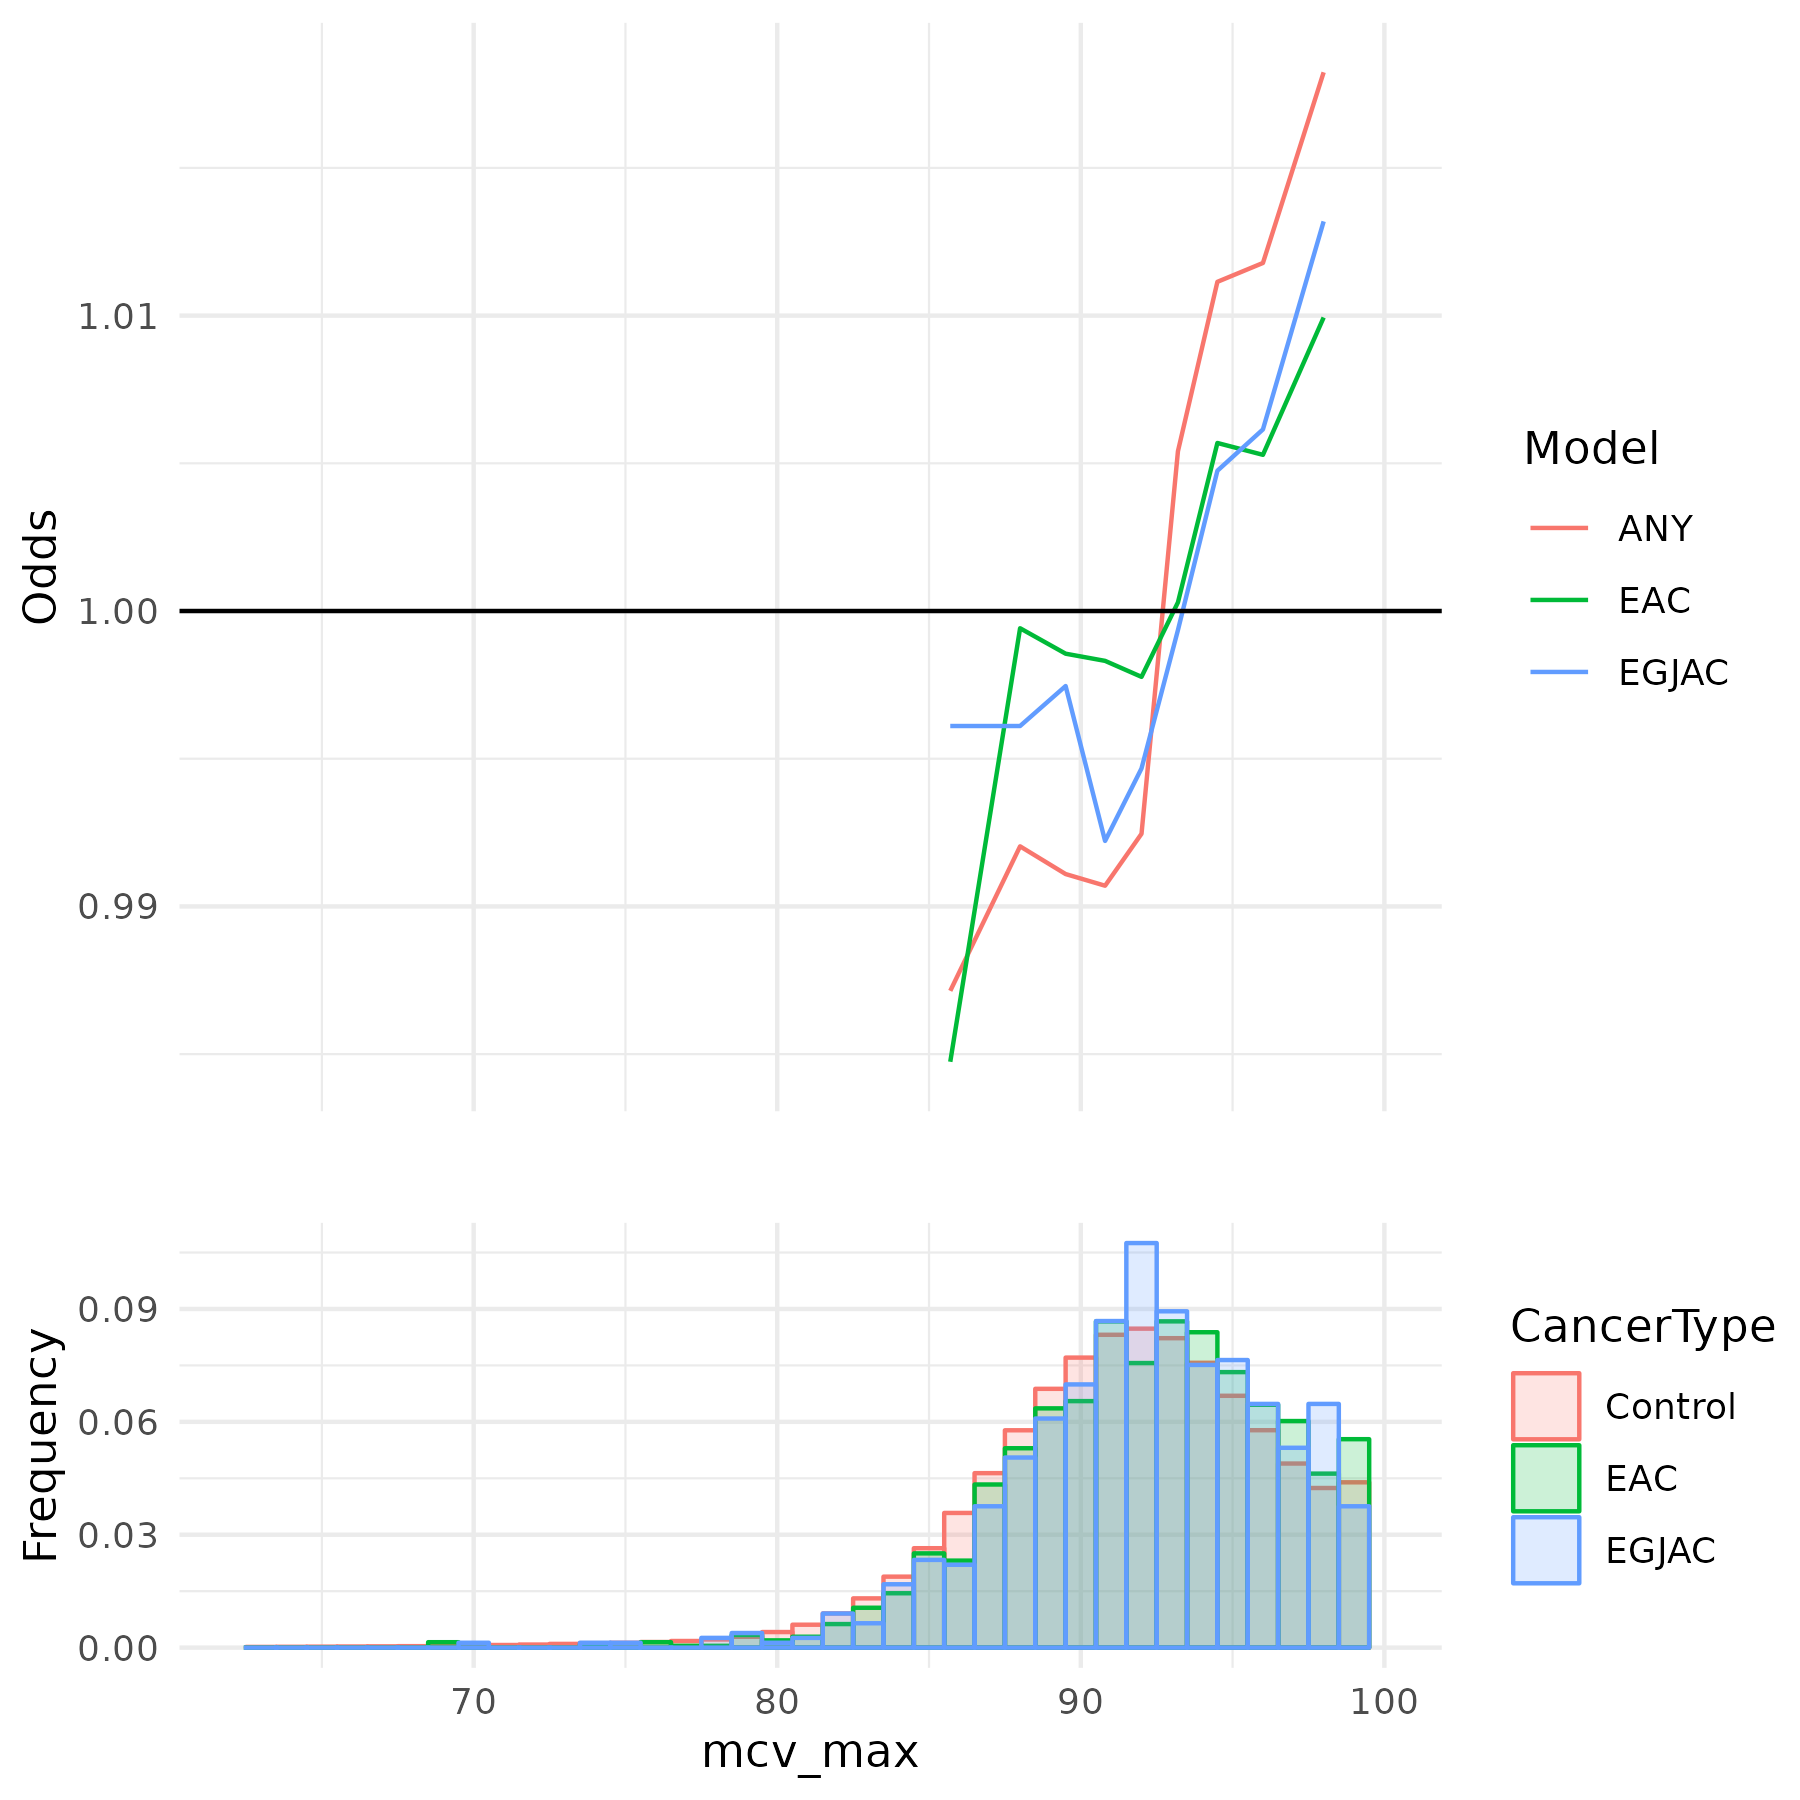 Odds
1.01
1.00
0.99
Model
ANY
EAC
EGJAC
Frequency
0.09
0.06
0.03
0.00
70 80 90 100
mcv_max
CancerType
Control
EAC
EGJAC